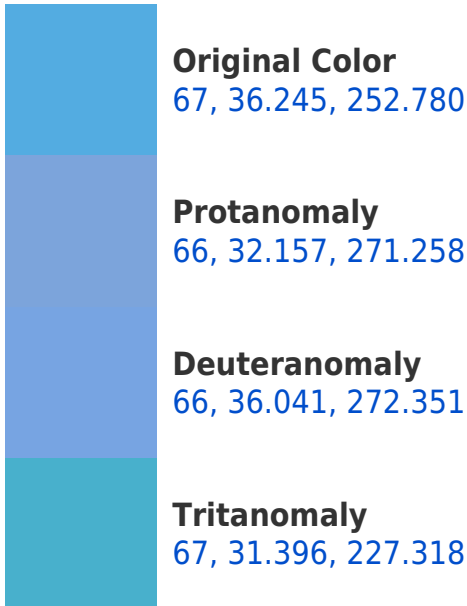 Original Color
67, 36.245, 252.780
Protanomaly
66, 32.157, 271.258
Deuteranomaly
66, 36.041, 272.351
Tritanomaly
67, 31.396, 227.318